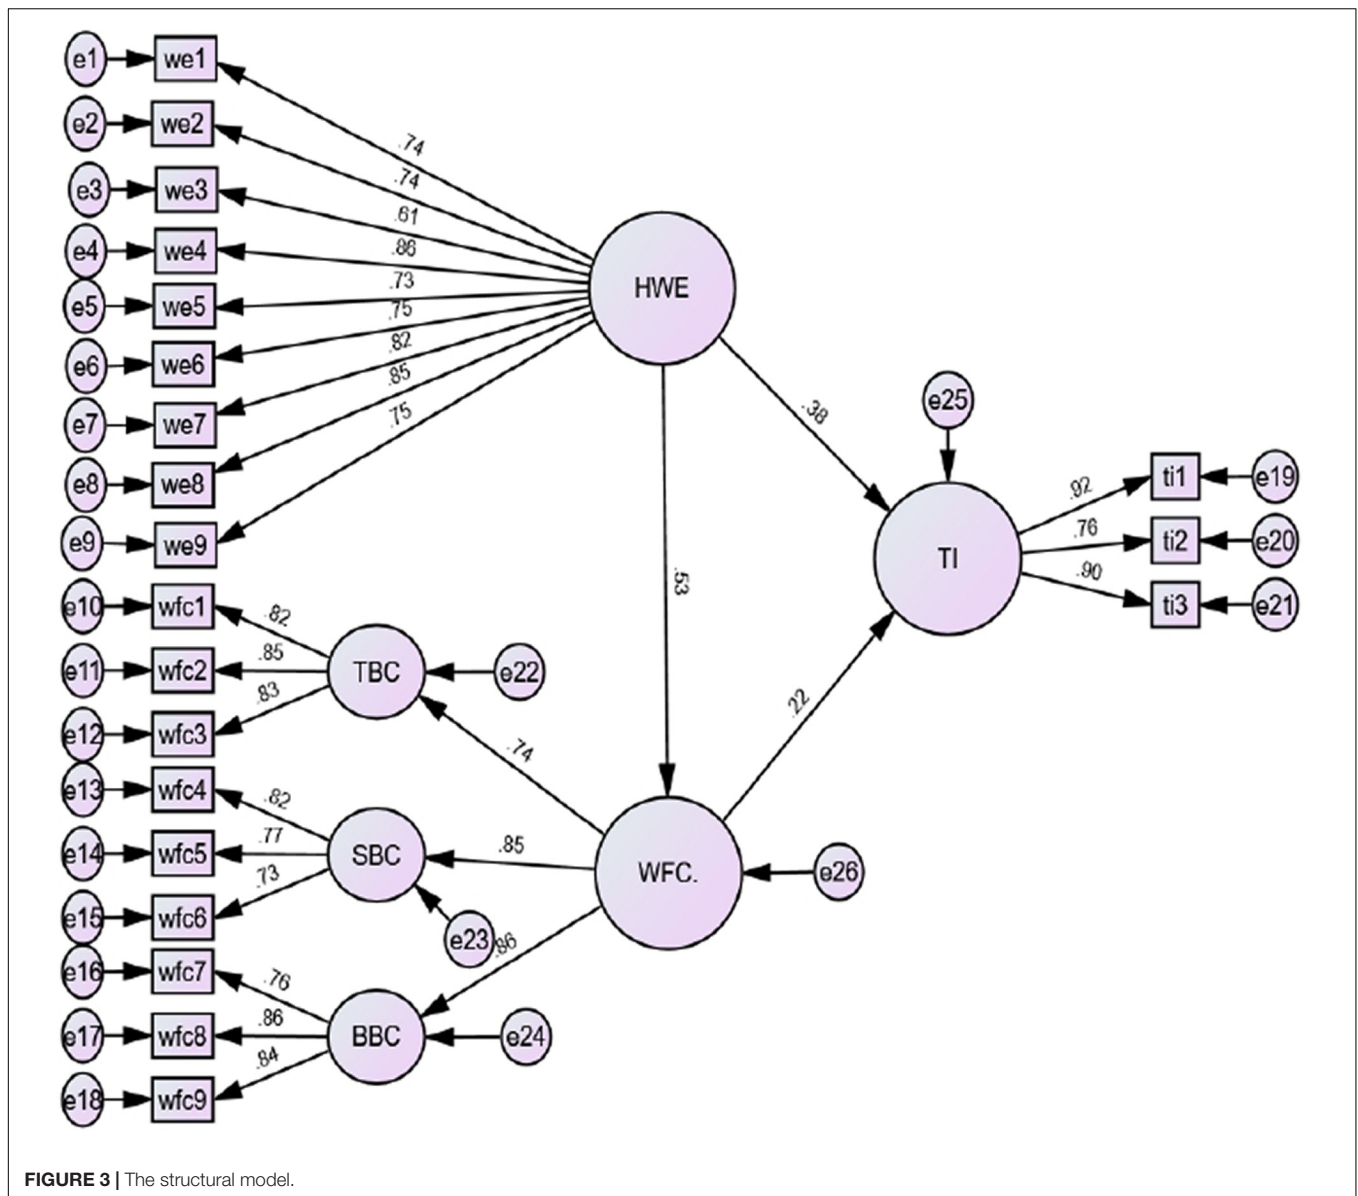 e1 we1
e2 we2
e3 we3
e4 we4
e5 we5
e6 we6
e7 we7
e8 we8
e9 we9
.74
.74
.61
.86
.73
.75
.82
.85
.75
HWE
.38
.53
e25
TI
.92
.76
.90
ti1 e19
ti2 e20
ti3 e21
.22
e10 wfc1
e11 wfc2
e12 wfc3
.82
.85
.83
TBC
e22
.74
e13 wfc4
e14 wfc5
e15 wfc6
.82
.77
.73
SBC
.85
WFC.
e26
e23
.86
e16 wfc7
e17 wfc8
e18 wfc9
.76
.86
.84
BBC
e24
FIGURE 3 | The structural model.